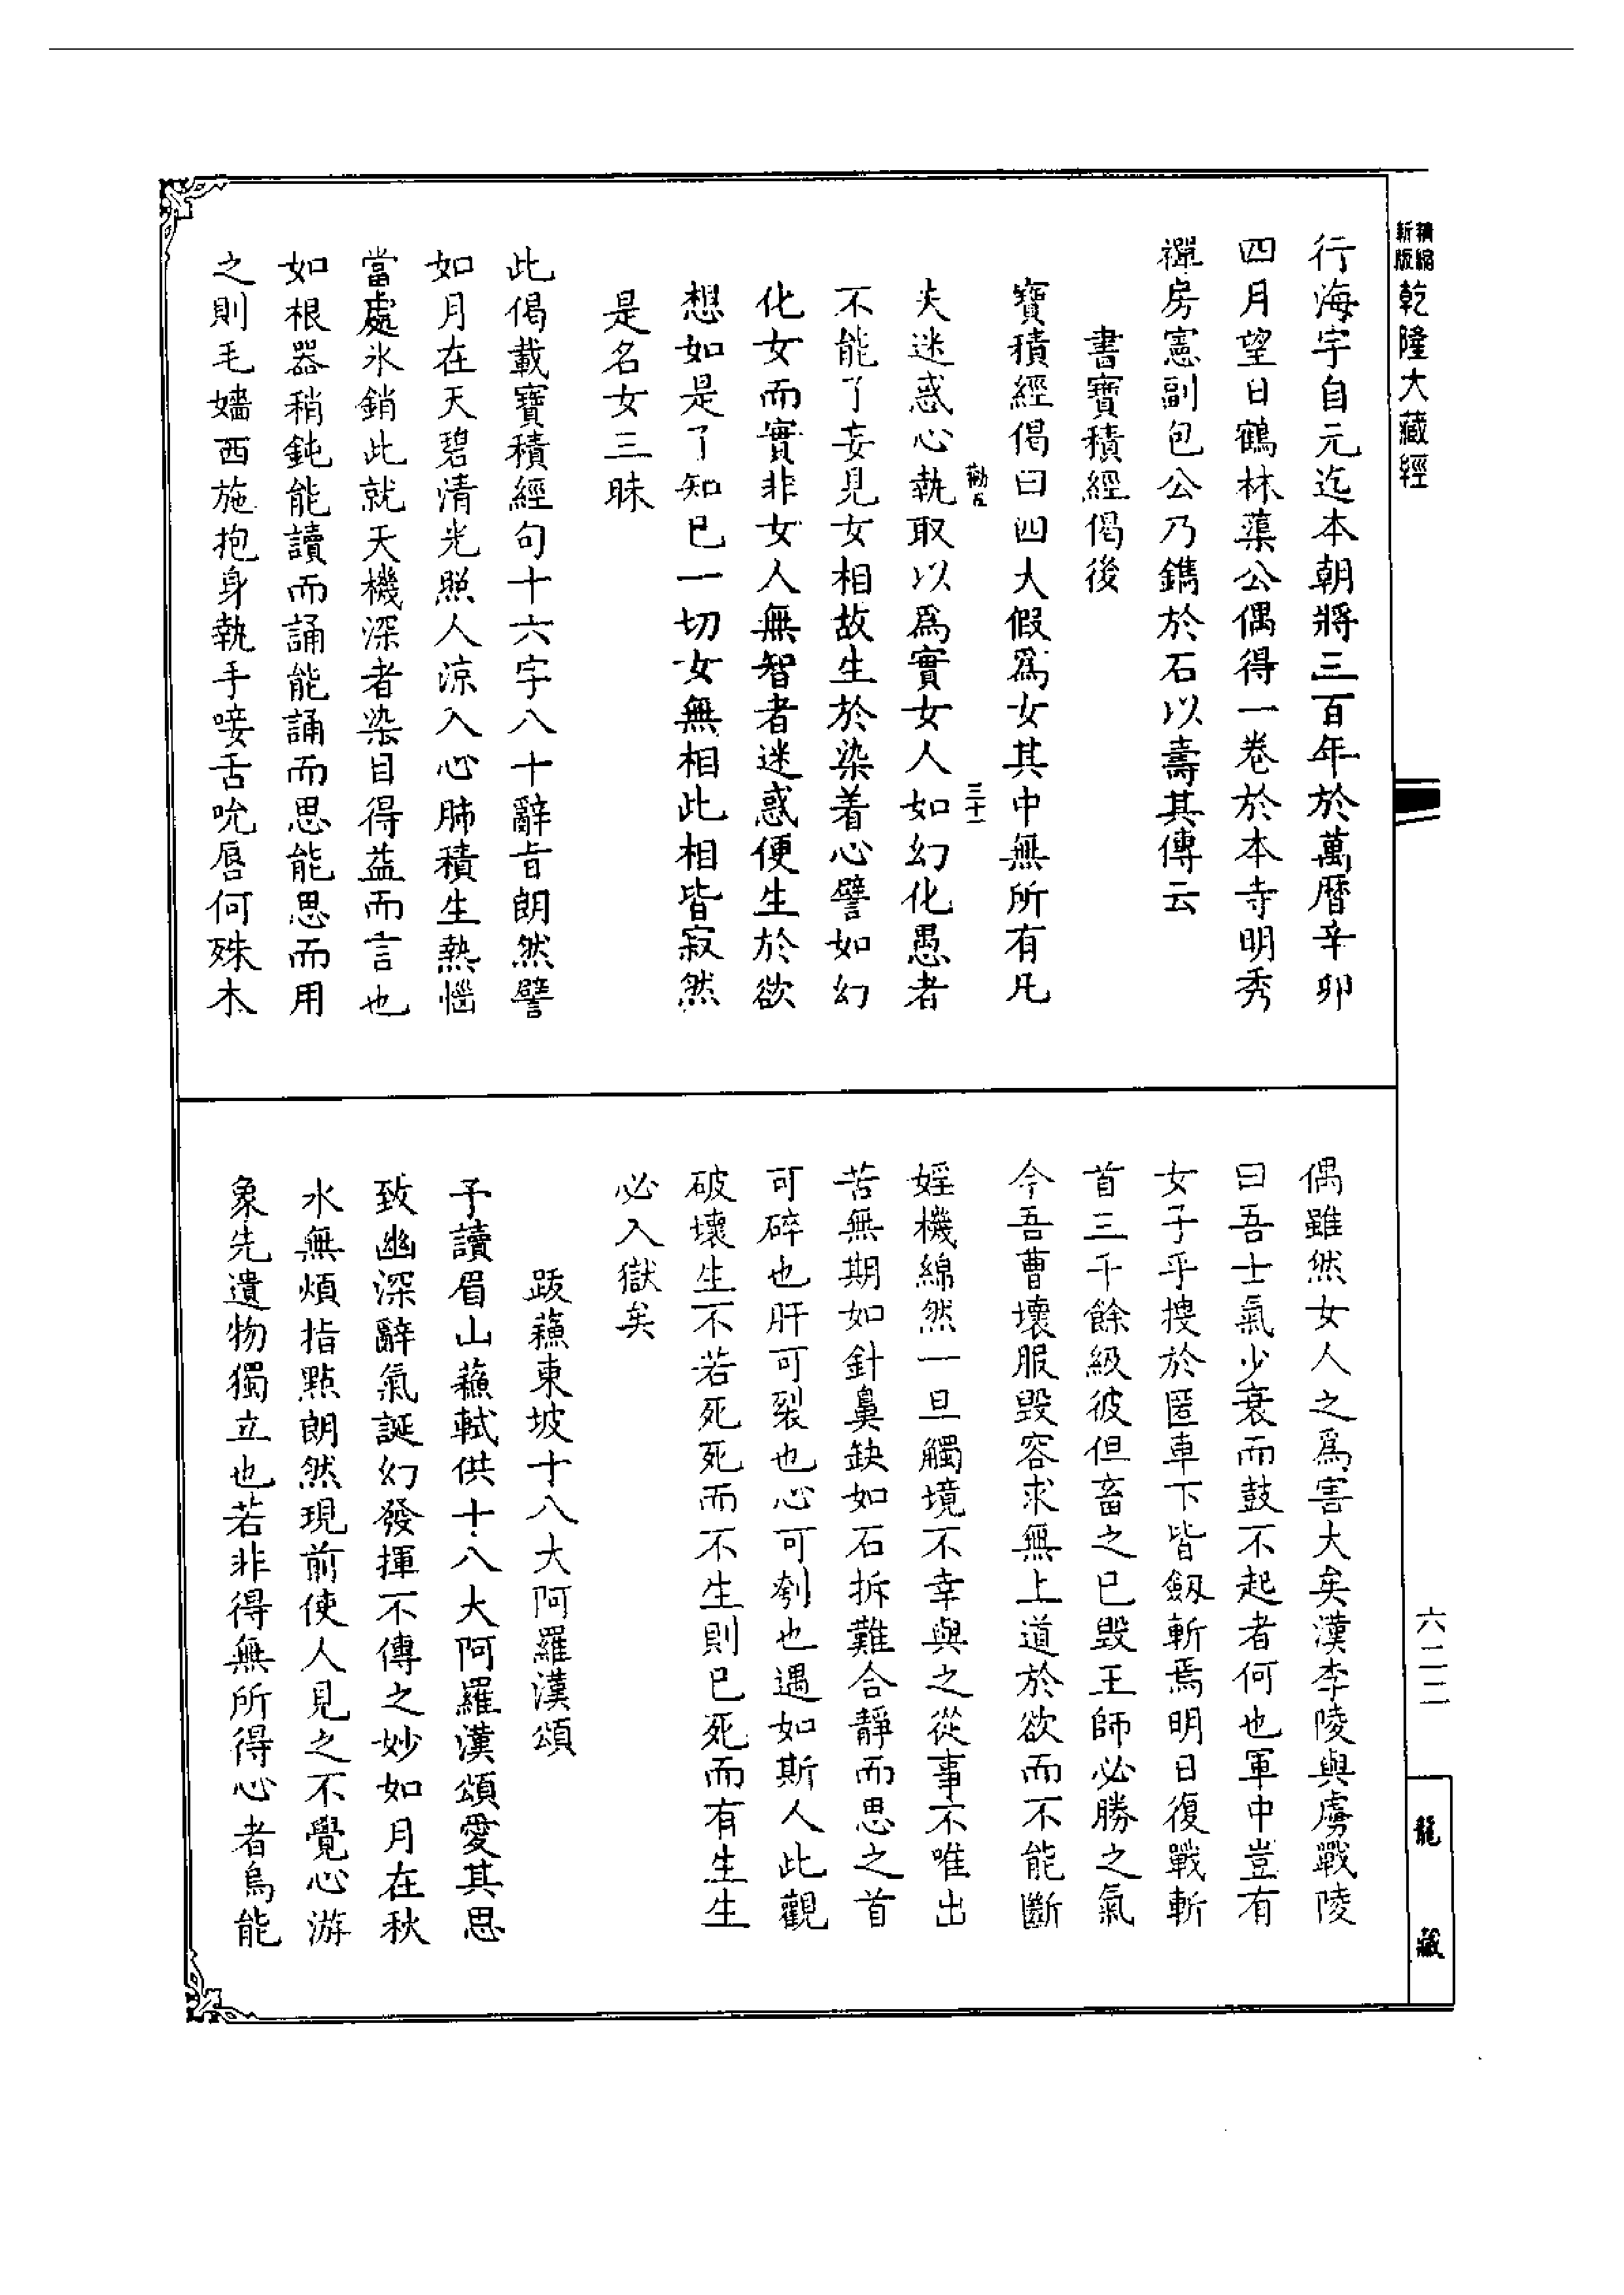 精縮新版乾隆大藏經
行海宇自元迄本朝將三百年於萬曆辛卯
四月望日鶴林藁公偶得一卷於本寺明秀
禪房憲副包公乃鐫於石以壽其傳云
書寶積經偈後
寶積經偈曰四大假爲女其中無所有凡
夫迷惑心執取以爲實女人如幻化愚者
不能了妄見女相故生於染着心譬如幻
化女而實非女人無智者迷惑便生於欲
想如是了知已一切女無相此相皆寂然
是名女三昧
此偈載寶積經句十六字八十辭旨朗然譬
如月在天碧清光照人涼入心肺積生熱惱
當處氷銷此就天機深者染目得益而言也
如根器稍鈍能讀而誦能誦而思能思而用
之則毛嬙西施抱身執手唼舌吮唇何殊木
三十一
偶雖然女人之爲害大矣漢李陵與虜戰陵
曰吾士氣少衰而鼓不起者何也軍中豈有
女子乎搜於匿車下皆劔斬焉明日復戰斬
首三千餘級彼但畜之已毀王師必勝之氣
今吾曹壞服毀容求無上道於欲而不能斷
婬機綿然一旦觸境不幸與之從事不唯出
苦無期如針鼻缺如石拆難合靜而思之首
可碎也肝可裂也心可刳也遇如斯人此觀
破壞生不若死死而不生則已死而有生生
必入獄矣
跋蘓東坡十八大阿羅漢頌
予讀眉山蘓軾供十八大阿羅漢頌愛其思
致幽深辭氣誕幻發揮不傳之妙如月在秋
水無煩指點朗然現前使人見之不覺心游
象先遺物獨立也若非得無所得心者烏能
六二二
龍藏